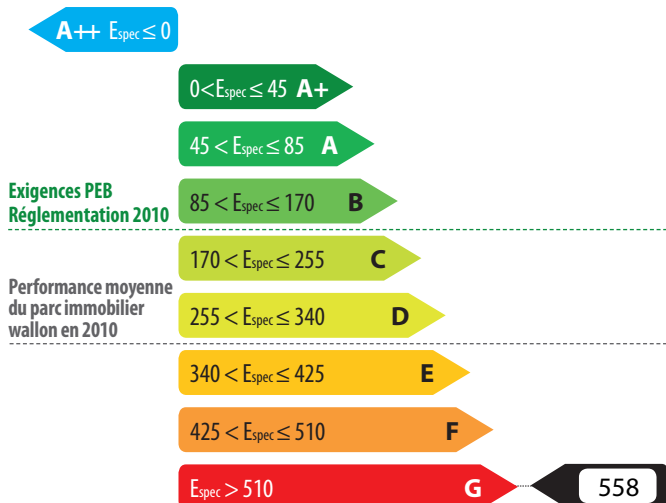 A++ Espec ≤ 0
0 < Espec ≤ 45 A+
45 < Espec ≤ 85 A
Exigences PEB
Réglementation 2010
85 < Espec ≤ 170 B
170 < Espec ≤ 255 C
Performance moyenne
du parc immobilier
wallon en 2010
255 < Espec ≤ 340 D
340 < Espec ≤ 425 E
425 < Espec ≤ 510 F
Espec > 510 G 558